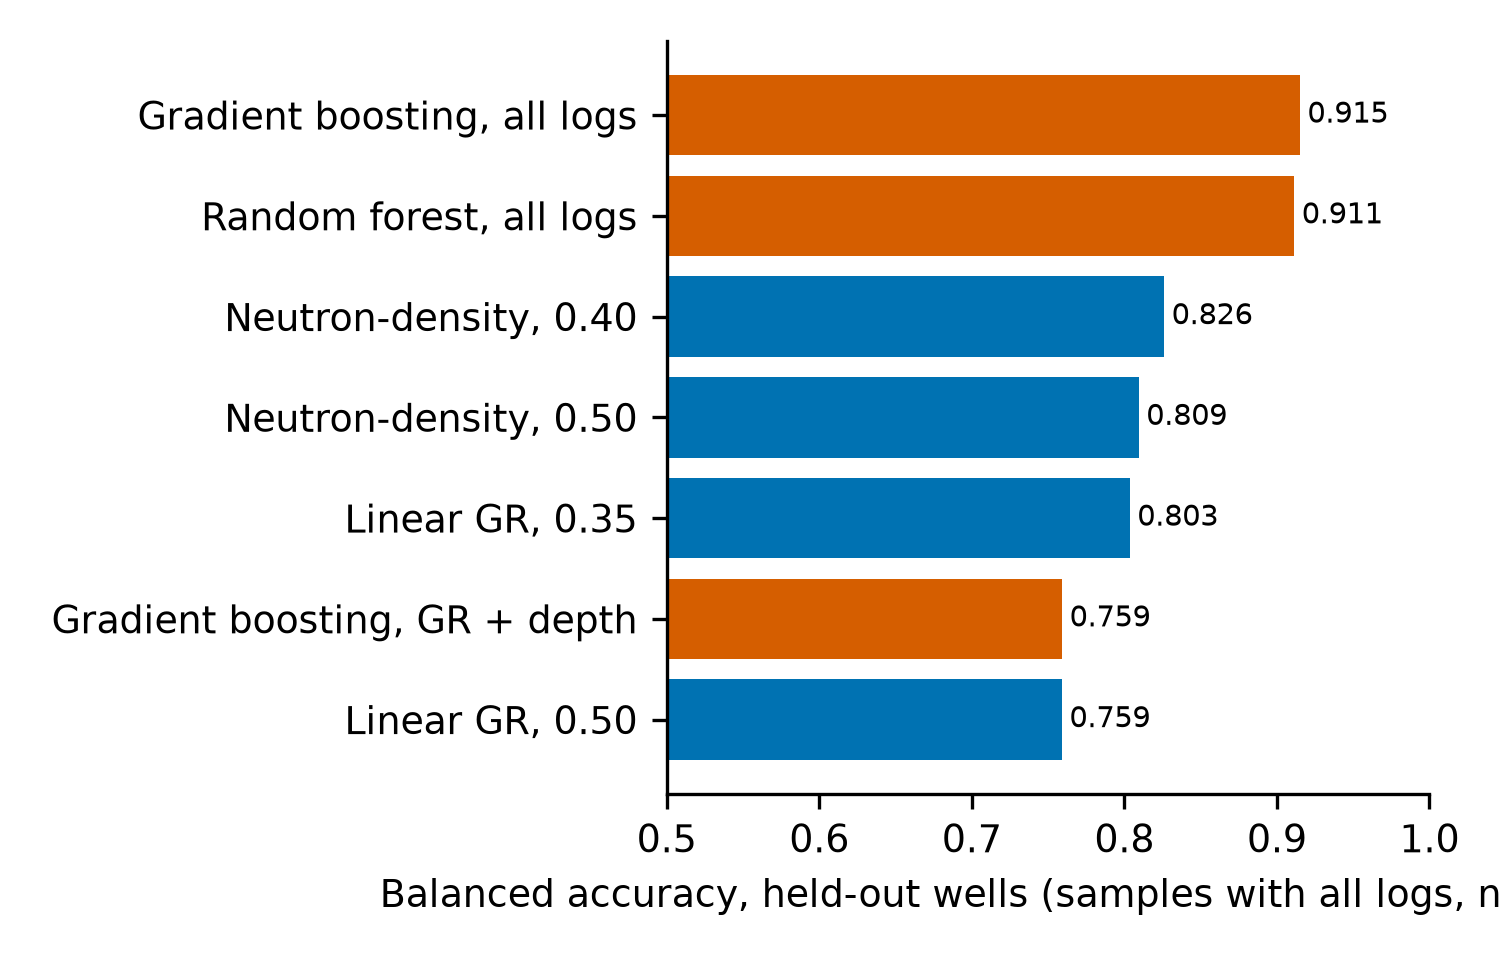 Gradient boosting, all logs 0.915
Random forest, all logs 0.911
Neutron-density, 0.40 0.826
Neutron-density, 0.50 0.809
Linear GR, 0.35 0.803
Gradient boosting, GR + depth 0.759
Linear GR, 0.50 0.759
0.5 0.6 0.7 0.8 0.9 1.0
Balanced accuracy, held-out wells (samples with all logs, n